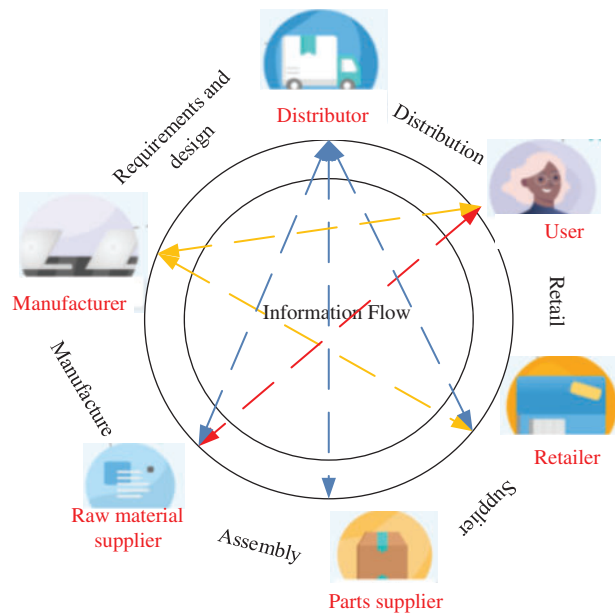 Distributor
Requirements and
design
Distribution
User
Manufacturer
Information Flow
Retail
Manufacture
Retailer
Raw material
supplier
Supplier
Assembly
Parts supplier